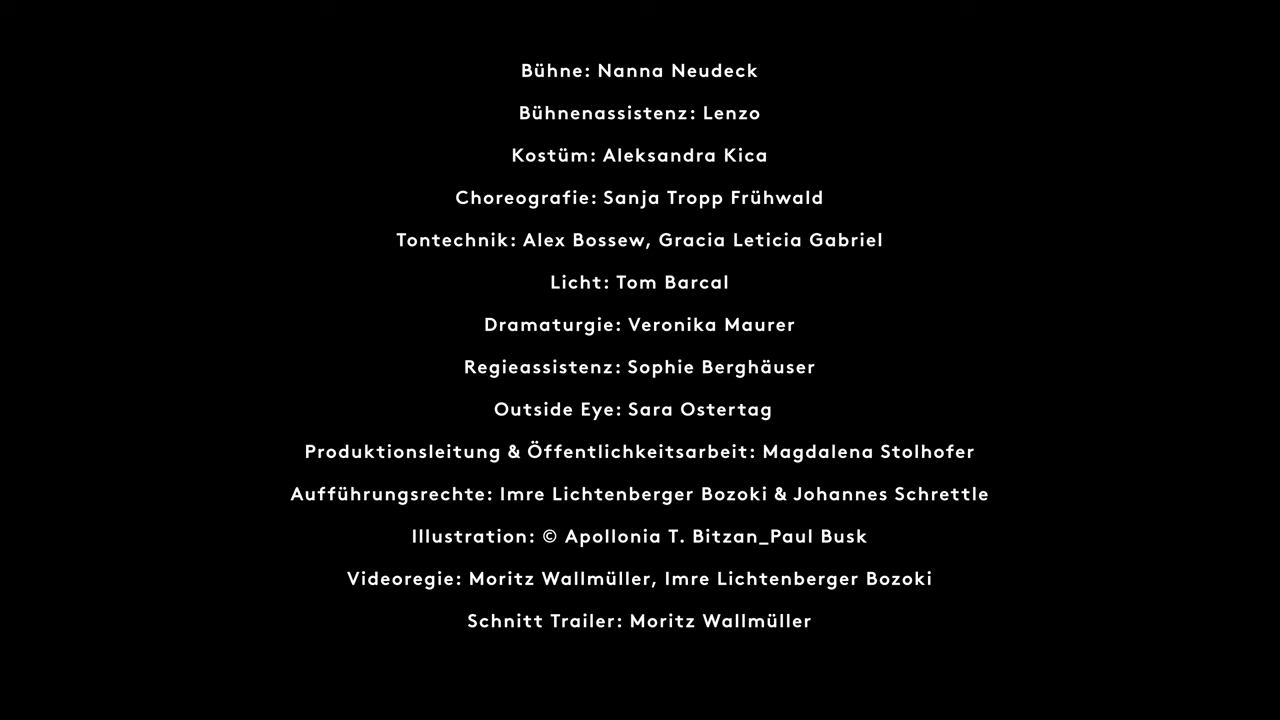 Bühne: Nanna Neudeck
Bühnenassistenz: Lenzo
Kostüm: Aleksandra Kica
Choreografie: Sanja Tropp Frühwald
Tontechnik: Alex Bossew, Gracia Leticia Gabriel
Licht: Tom Barcal
Dramaturgie: Veronika Maurer
Regieassistenz: Sophie Berghäuser
Outside Eye: Sara Ostertag
Produktionsleitung & Öffentlichkeitsarbeit: Magdalena Stolhofer
Aufführungsrechte: Imre Lichtenberger Bozoki & Johannes Schrettle
Illustration: © Apollonia T. Bitzan_Paul Busk
Videoregie: Moritz Wallmüller, Imre Lichtenberger Bozoki
Schnitt Trailer: Moritz Wallmüller